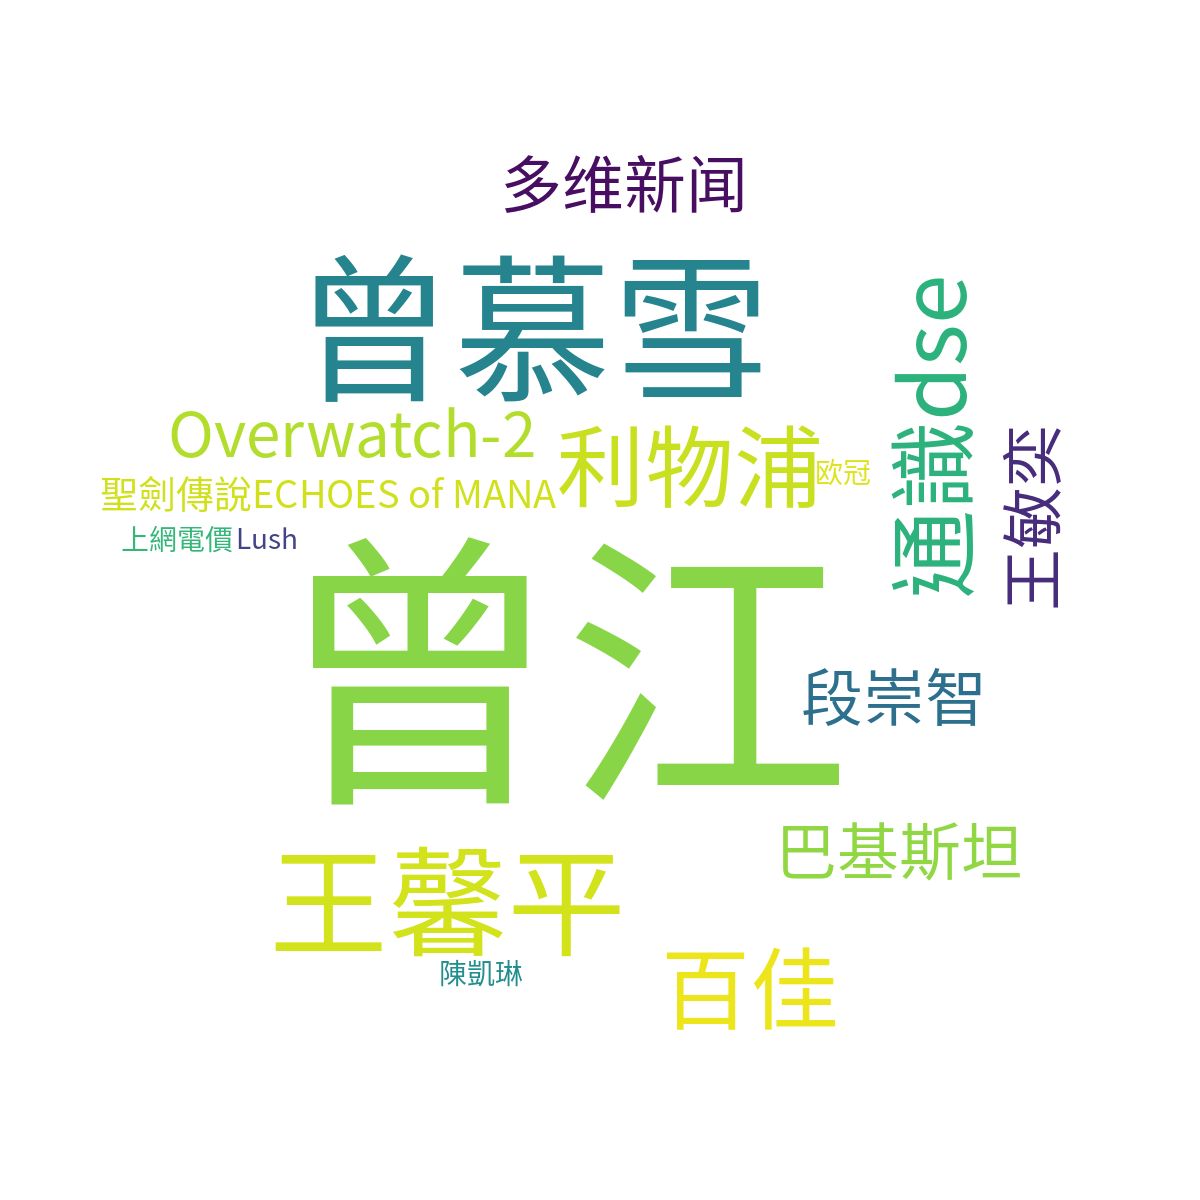 多维新闻
曾慕雪
通識dse
Overwatch-2
利物浦
王敏奕
欧冠
聖劍傳說ECHOES of MANA
上網電價
Lush
曾江
段崇智
巴基斯坦
王馨平
百佳
陳凱琳